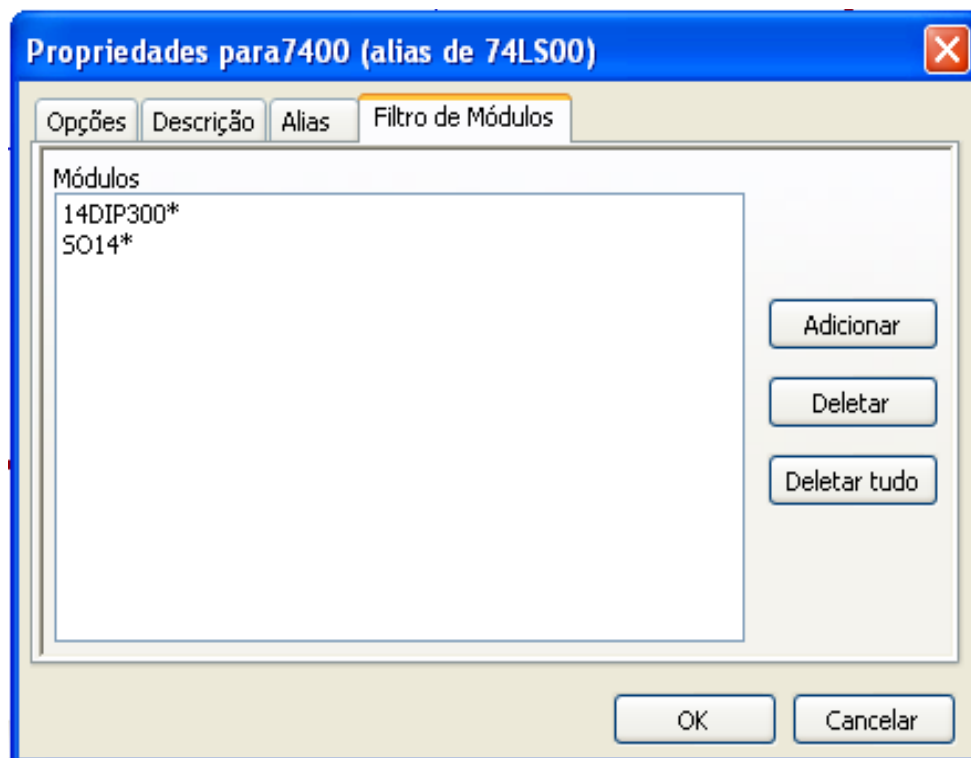 Propriedades para7400 (alias de 74LS00)
Opções Descrição Alias Filtro de Módulos
Módulos
14DIP300*
SO14*
Adicionar
Deletar
Deletar tudo
OK Cancelar